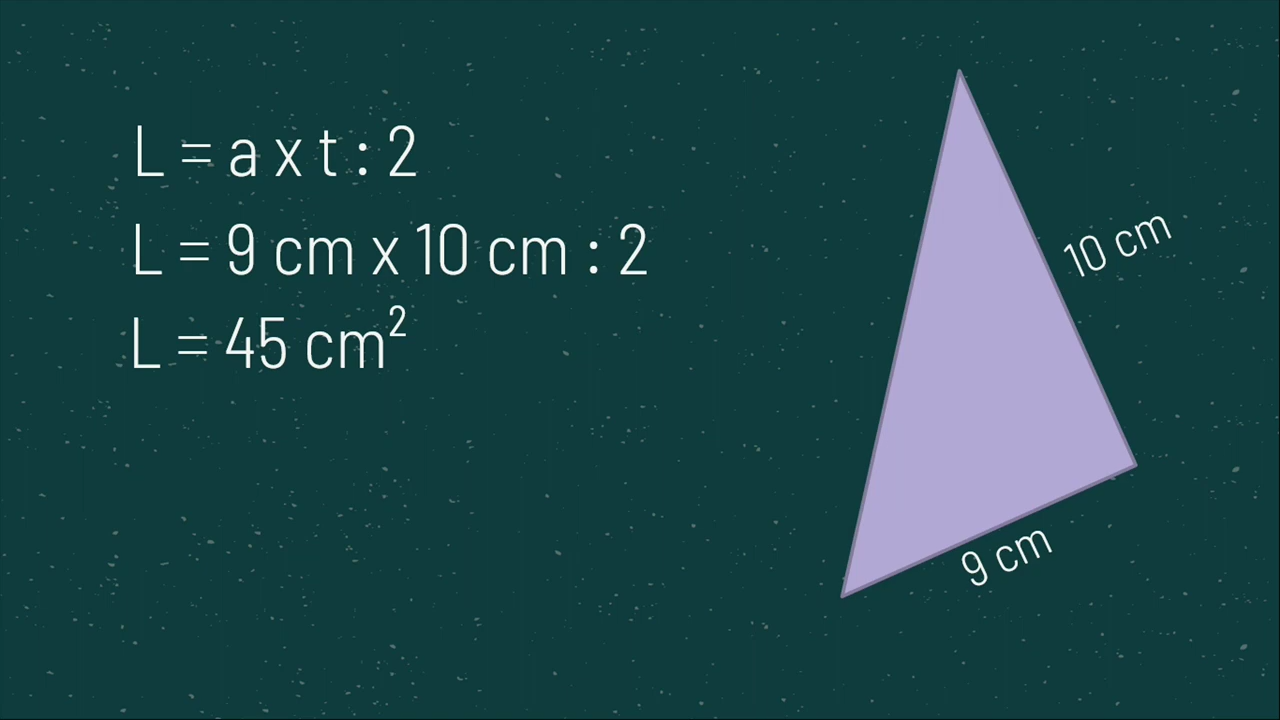 L = a x t : 2
L = 9 cm x 10 cm : 2
L = 45 cm²
10 cm
9 cm